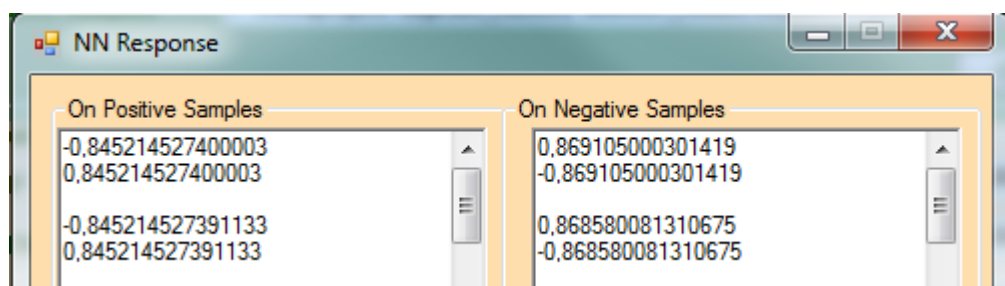 NN Response
On Positive Samples
-0,845214527400003
0,845214527400003
-0,845214527391133
0,845214527391133
On Negative Samples
0,869105000301419
-0,869105000301419
0,868580081310675
-0,868580081310675